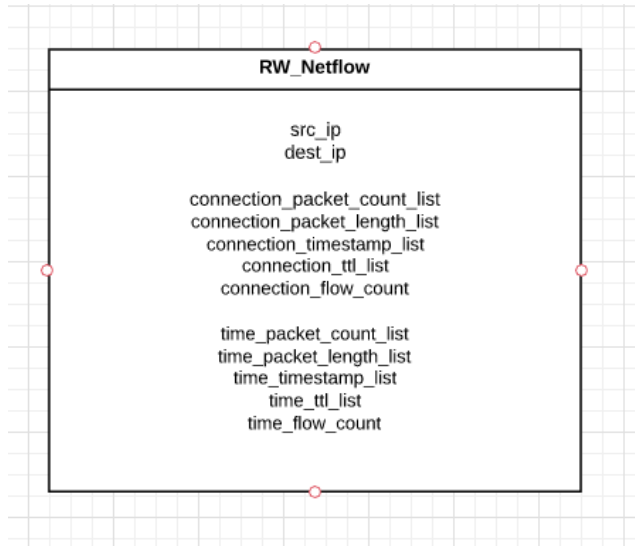 RW_Netflow
src_ip
dest_ip
connection_packet_count_list
connection_packet_length_list
connection_timestamp_list
connection_ttl_list
connection_flow_count
time_packet_count_list
time_packet_length_list
time_timestamp_list
time_ttl_list
time_flow_count